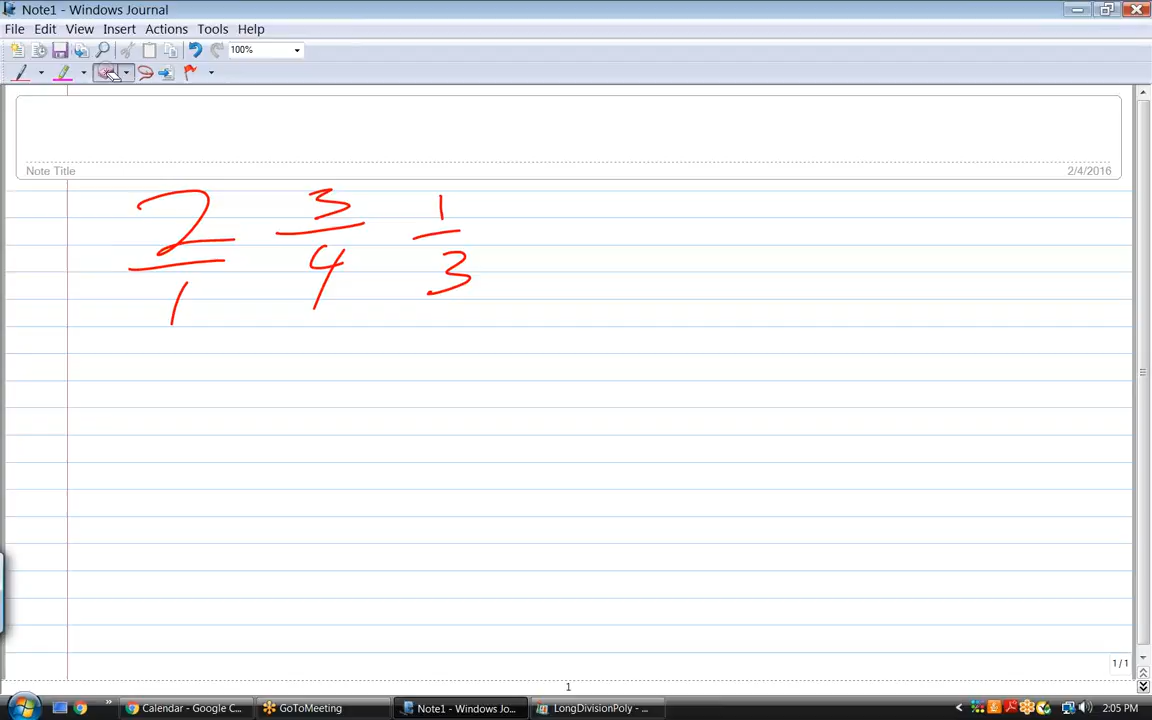 Note1 - Windows Journal
File Edit View Insert Actions Tools Help
100%
Note Title
2/4/2016
2 3 1
1 4 3
1 / 1
1
Calendar - Google C...
GoToMeeting
Note1 - Windows Jo...
LongDivisionPoly - ...
2:05 PM